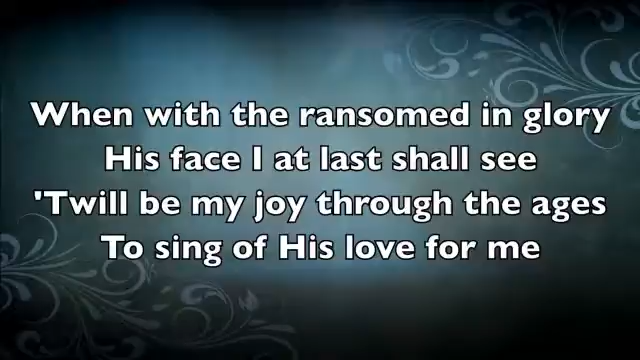 When with the ransomed in glory
His face I at last shall see
'Twill be my joy through the ages
To sing of His love for me